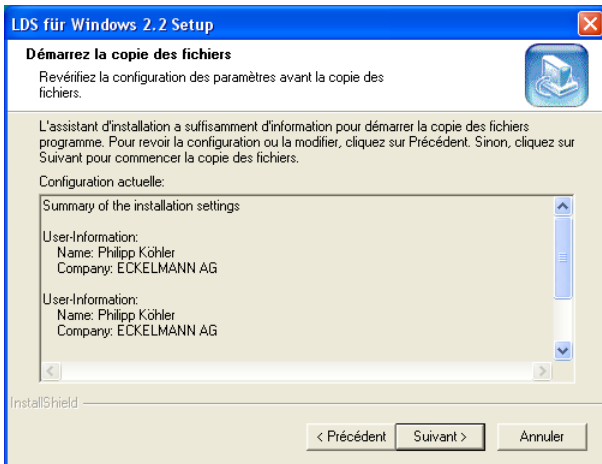 LDS für Windows 2.2 Setup
Démarrez la copie des fichiers
Revérifiez la configuration des paramètres avant la copie des
fichiers.
L'assistant d'installation a suffisamment d'information pour démarrer la copie des fichiers
programme. Pour revoir la configuration ou la modifier, cliquez sur Précédent. Sinon, cliquez sur
Suivant pour commencer la copie des fichiers.
Configuration actuelle:
Summary of the installation settings
User-Information:
Name: Philipp Köhler
Company: ECKELMANN AG
User-Information:
Name: Philipp Köhler
Company: ECKELMANN AG
InstallShield
< Précédent
Suivant >
Annuler